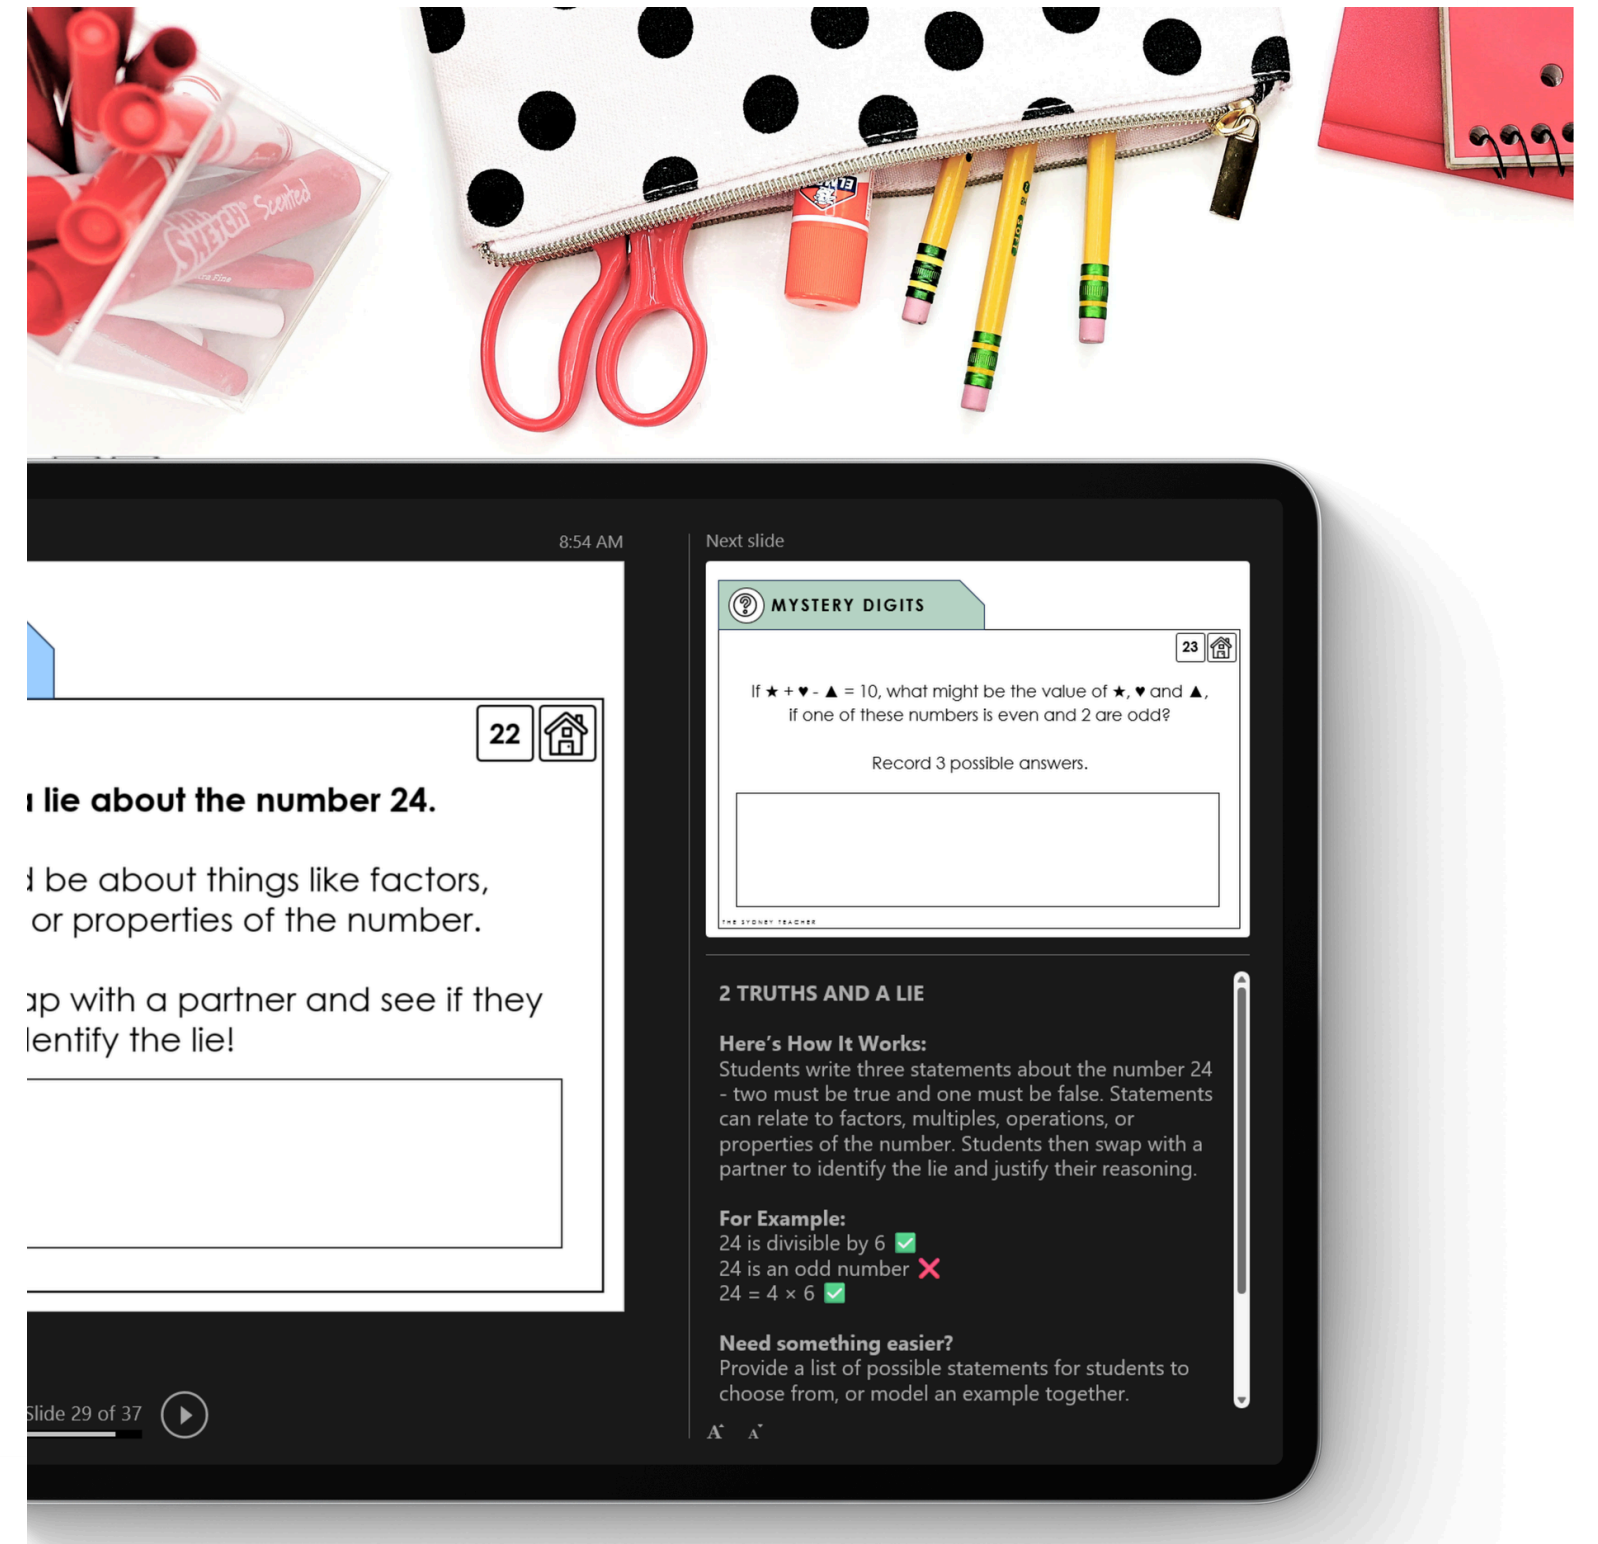 SKETCH Scented
8:54 AM
22
lie about the number 24.
be about things like factors,
or properties of the number.
with a partner and see if they
the lie!
Slide 29 of 37
Next slide
MYSTERY DIGITS
23
If ★ + ♥ - ▲ = 10, what might be the value of ★, ♥ and ▲,
if one of these numbers is even and 2 are odd?
Record 3 possible answers.
THE SYDNEY TEACHER
2 TRUTHS AND A LIE
Here's How It Works:
Students write three statements about the number 24
- two must be true and one must be false. Statements
can relate to factors, multiples, operations, or
properties of the number. Students then swap with a
partner to identify the lie and justify their reasoning.
For Example:
24 is divisible by 6 ✅
24 is an odd number ❌
24 = 4 × 6 ✅
Need something easier?
Provide a list of possible statements for students to
choose from, or model an example together.